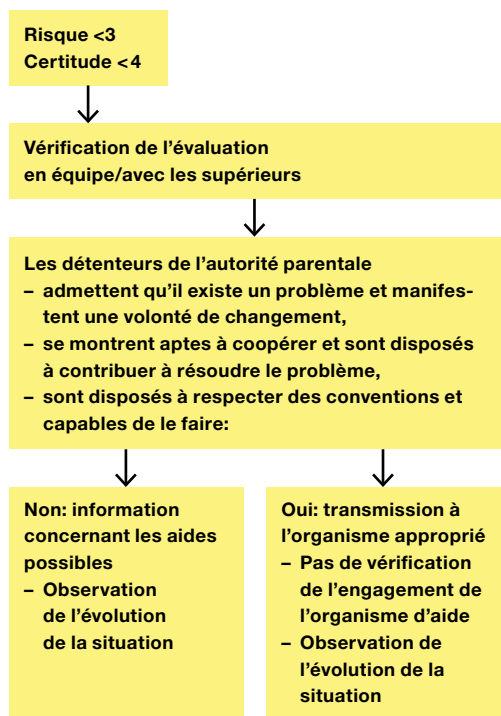 Risque <3
Certitude <4
Vérification de l'évaluation
en équipe/avec les supérieurs
Les détenteurs de l'autorité parentale
– admettent qu'il existe un problème et manifes-
tent une volonté de changement,
– se montrent aptes à coopérer et sont disposés
à contribuer à résoudre le problème,
– sont disposés à respecter des conventions et
capables de le faire:
Non: information
concernant les aides
possibles
– Observation
de l'évolution
de la situation
Oui: transmission à
l'organisme approprié
– Pas de vérification
de l'engagement de
l'organisme d'aide
– Observation de
l'évolution de la
situation